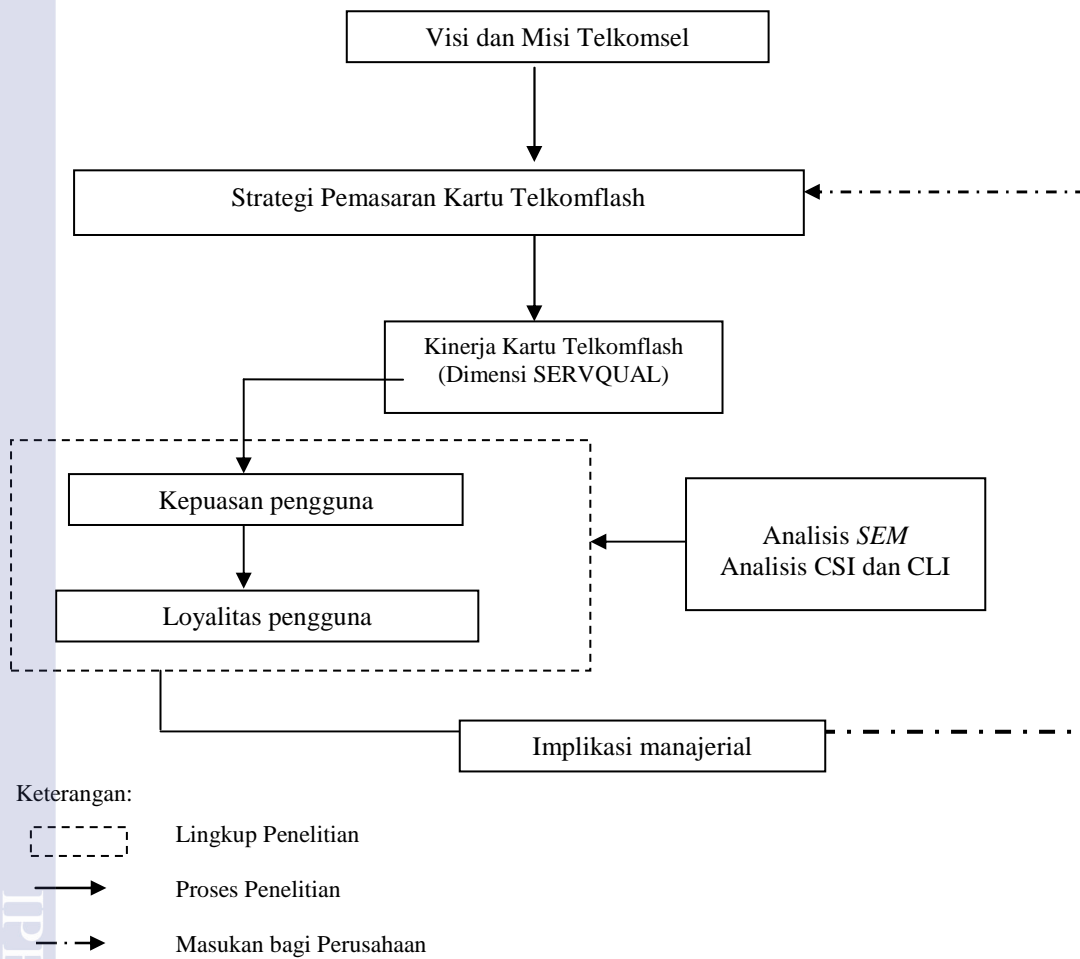 Visi dan Misi Telkomsel
Strategi Pemasaran Kartu Telkomflash
Kinerja Kartu Telkomflash
(Dimensi SERVQUAL)
Kepuasan pengguna
Analisis SEM
Analisis CSI dan CLI
Loyalitas pengguna
Implikasi manajerial
Keterangan:
Lingkup Penelitian
Proses Penelitian
Masukan bagi Perusahaan